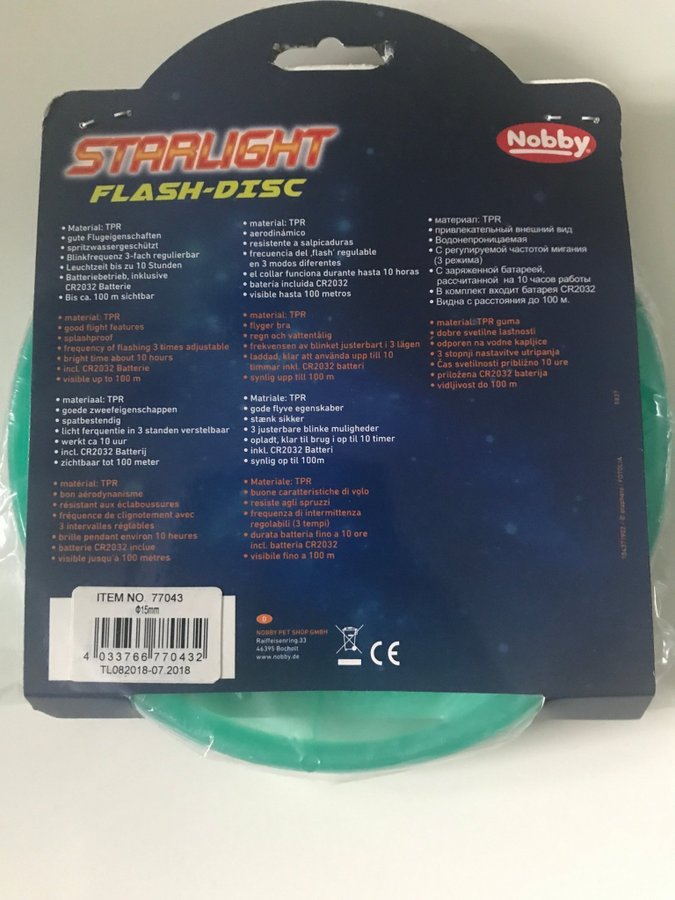 STARLIGHT
FLASH-DISC
Nobby
• Material: TPR
• gute Flugeigenschaften
• spritzwassergeschützt
• Blinkfrequenz 3-fach regulierbar
• Leuchtzeit bis zu 10 Stunden
• Batteriebetrieb, inklusive
CR2032 Batterie
• Bis ca. 100 m sichtbar
• material: TPR
• aerodinámico
• resistente a salpicaduras
• frecuencia del ‚flash' regulable
en 3 modos diferentes
• el collar funciona durante hasta 10 horas
• batería incluida CR2032
• visible hasta 100 metros
• материал: TPR
• привлекательный внешний вид
• Водонепроницаемая
• С регулируемой частотой мигания
(3 режима)
• С заряженной батареей,
рассчитанной на 10 часов работы
• В комплект входит батарея CR2032
• Видна с расстояния до 100 м.
• material: TPR
• good flight features
• splashproof
• frequency of flashing 3 times adjustable
• bright time about 10 hours
• incl. CR2032 Batterie
• visible up to 100 m
• material: TPR
• flyger bra
• regn och vattentålig
• frekvensen av blinket justerbart i 3 lägen
• laddad, klar att använda upp till 10
timmar inkl. CR2032 batteri
• synlig upp till 100 m
• material: TPR guma
• dobre svetilne lastnosti
• odporen na vodne kapljice
• 3 stopnji nastavitve utripanja
• Čas svetilnosti približno 10 ure
• priložena CR2032 baterija
• vidljivost do 100 m
• materiaal: TPR
• goede zweefeigenschappen
• spatbestendig
• licht ferquentie in 3 standen verstelbaar
• werkt ca 10 uur
• incl. CR2032 Batterij
• zichtbaar tot 100 meter
• Matriale: TPR
• gode flyve egenskaber
• stænk sikker
• 3 justerbare blinke muligheder
• opladt, klar til brug i op til 10 timer
• inkl. CR2032 Batteri
• synlig op til 100m
• matérial: TPR
• bon aérodynanisme
• résistant aux éclaboussures
• fréquence de clignotement avec
3 intervalles réglables
• brille pendant environ 10 heures
• batterie CR2032 inclue
• visible jusqu'à 100 mètres
• Materiale: TPR
• buone caratteristiche di volo
• resiste agli spruzzi
• frequenza di intermittenza
regolabili (3 tempi)
• durata batteria fino a 10 ore
incl. batteria CR2032
• visibile fino a 100 m
ITEM NO. 77043
Φ15mm
4 033766 770432
TL082018-07.2018
D
NOBBY PET SHOP GMBH
Raiffeisenring 33
46395 Bocholt
www.nobby.de
CE